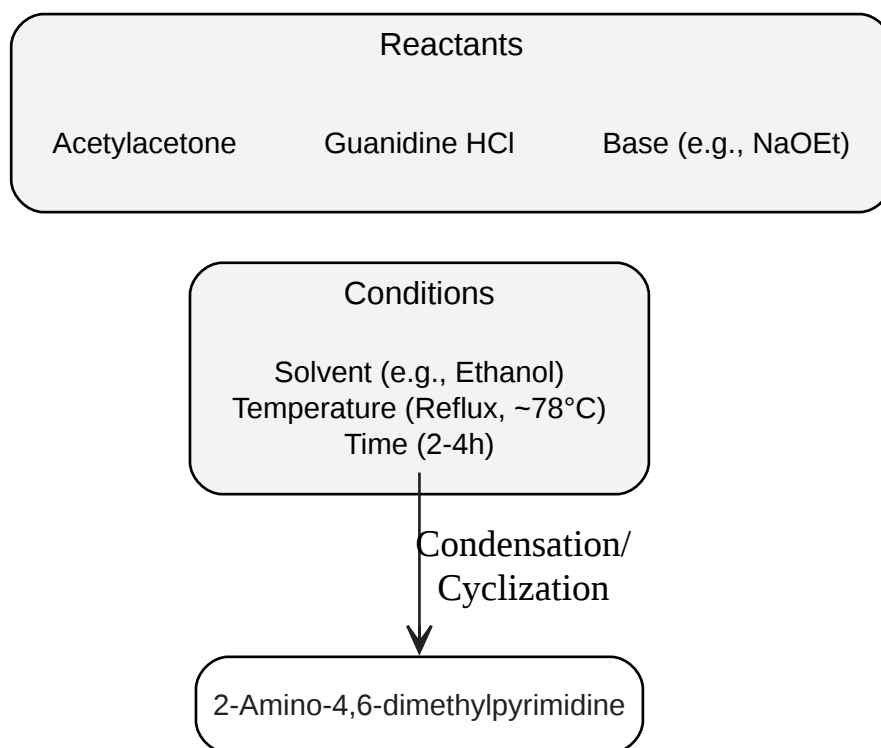 Reactants
Acetylacetone Guanidine HCl Base (e.g., NaOEt)
Conditions
Solvent (e.g., Ethanol)
Temperature (Reflux, ~78°C)
Time (2-4h)
Condensation/
Cyclization
2-Amino-4,6-dimethylpyrimidine